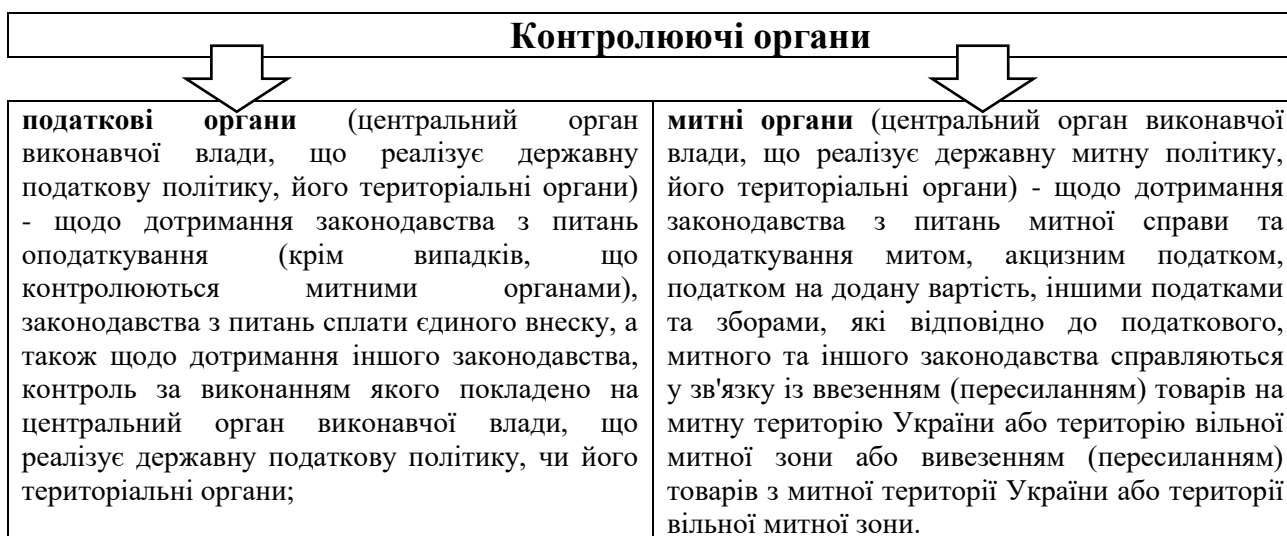 Контролюючі органи
податкові органи (центральний орган
виконавчої влади, що реалізує державну
податкову політику, його територіальні органи)
- щодо дотримання законодавства з питань
оподаткування (крім випадків, що
контролюються митними органами),
законодавства з питань сплати єдиного внеску, а
також щодо дотримання іншого законодавства,
контроль за виконанням якого покладено на
центральний орган виконавчої влади, що
реалізує державну податкову політику, чи його
територіальні органи;
митні органи (центральний орган виконавчої
влади, що реалізує державну митну політику,
його територіальні органи) - щодо дотримання
законодавства з питань митної справи та
оподаткування митом, акцизним податком,
податком на додану вартість, іншими податками
та зборами, які відповідно до податкового,
митного та іншого законодавства справляються
у зв'язку із ввезенням (пересиланням) товарів на
митну територію України або територію вільної
митної зони або вивезенням (пересиланням)
товарів з митної території України або території
вільної митної зони.